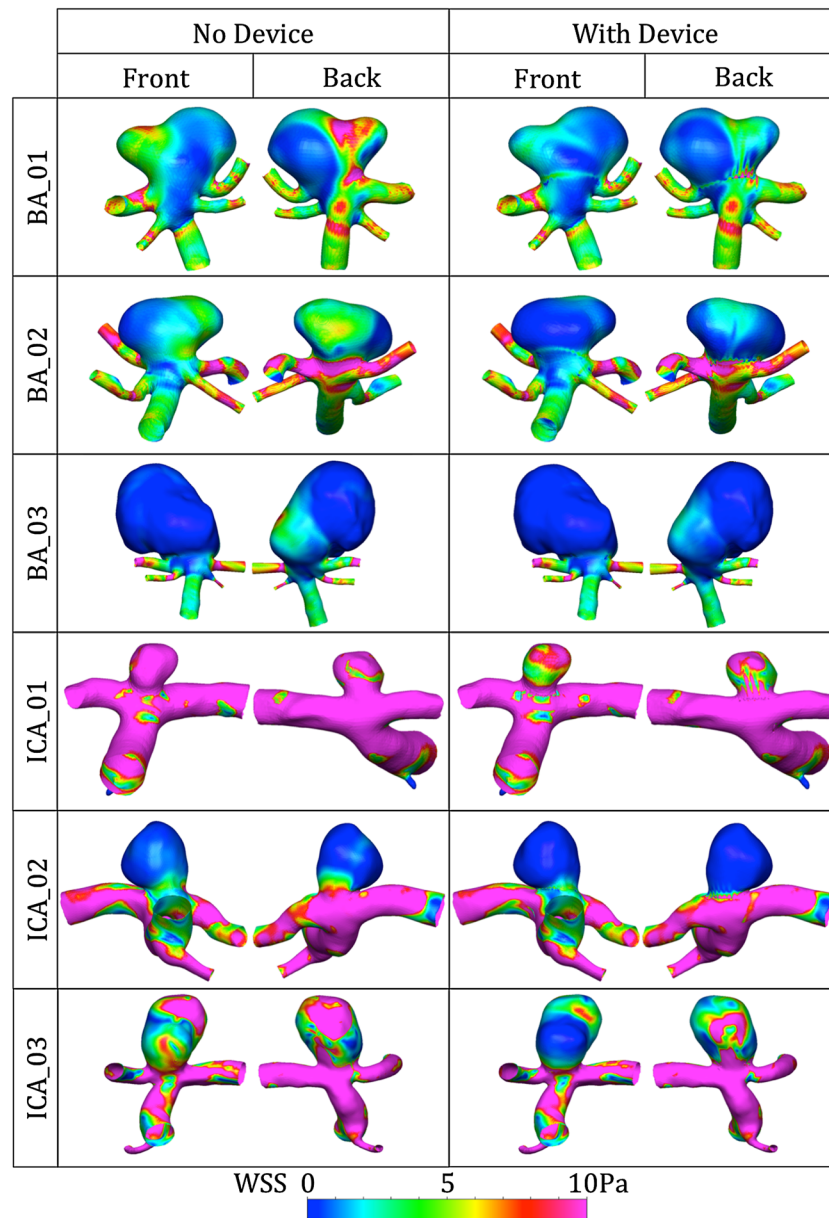 No Device With Device
Front Back Front Back
BA_01
BA_02
BA_03
ICA_01
ICA_02
ICA_03
WSS 0 5 10Pa